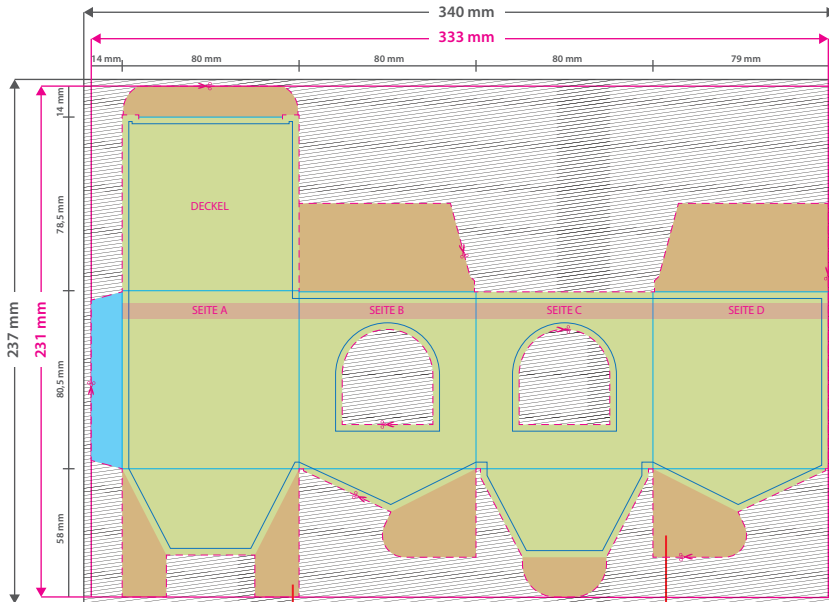 340 mm
333 mm
14 mm 80 mm 80 mm 80 mm 79 mm
14 mm
78,5 mm
DECKEL
237 mm
231 mm
SEITE A SEITE B SEITE C SEITE D
80,5 mm
58 mm